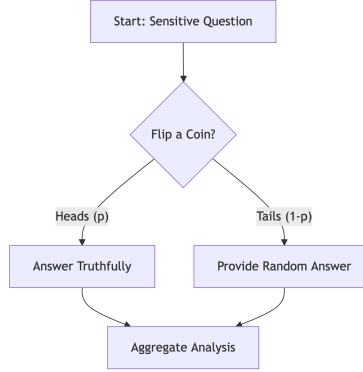 Start: Sensitive Question
Flip a Coin?
Heads (p)
Tails (1-p)
Answer Truthfully
Provide Random Answer
Aggregate Analysis